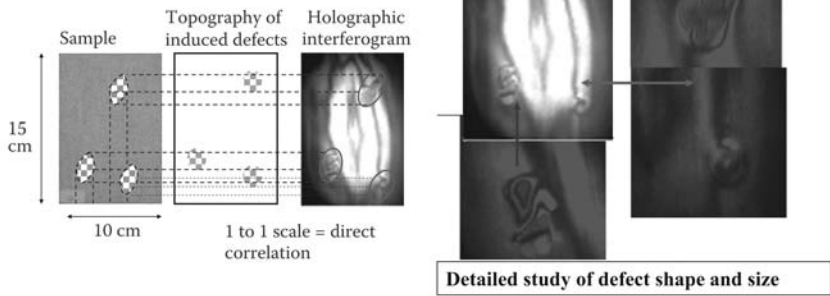 Sample
Topography of
induced defects
Holographic
interferogram
15
cm
10 cm
1 to 1 scale = direct
correlation
Detailed study of defect shape and size